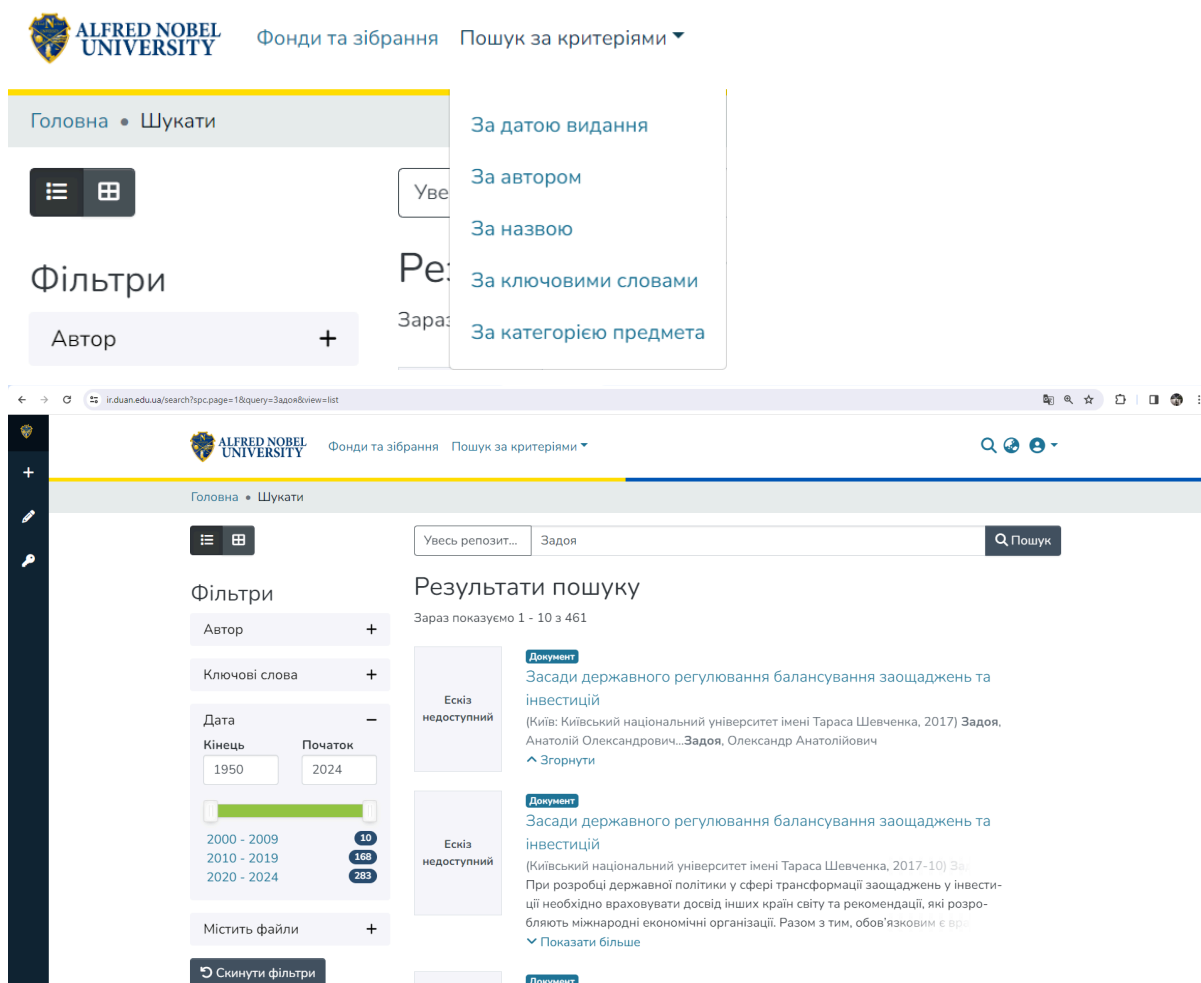 ALFRED NOBEL
UNIVERSITY
Фонди та зібрання Пошук за критеріями
Головна • Шукати
За датою видання
За автором
За назвою
За ключовими словами
За категорією предмета
Уве
Рез
Зараз
Фільтри
Автор +
ir.duan.edu.ua/search?spc.page=1&query=Задоя&view=list
ALFRED NOBEL
UNIVERSITY
Фонди та зібрання Пошук за критеріями
Головна • Шукати
Увесь репозит... Задоя Пошук
Фільтри
Автор +
Ключові слова +
Дата −
Кінець Початок
1950 2024
2000 - 2009 10
2010 - 2019 168
2020 - 2024 283
Містить файли +
Скинути фільтри
Результати пошуку
Зараз показуємо 1 - 10 з 461
Ескіз
недоступний
Документ
Засади державного регулювання балансування заощаджень та
інвестицій
(Київ: Київський національний університет імені Тараса Шевченка, 2017) Задоя,
Анатолій Олександрович...Задоя, Олександр Анатолійович
Згорнути
Ескіз
недоступний
Документ
Засади державного регулювання балансування заощаджень та
інвестицій
(Київський національний університет імені Тараса Шевченка, 2017-10)
При розробці державної політики у сфері трансформації заощаджень у інвести-
ції необхідно враховувати досвід інших країн світу та рекомендації, які розро-
бляють міжнародні економічні організації. Разом з тим, обов'язковим є
Показати більше
Документ